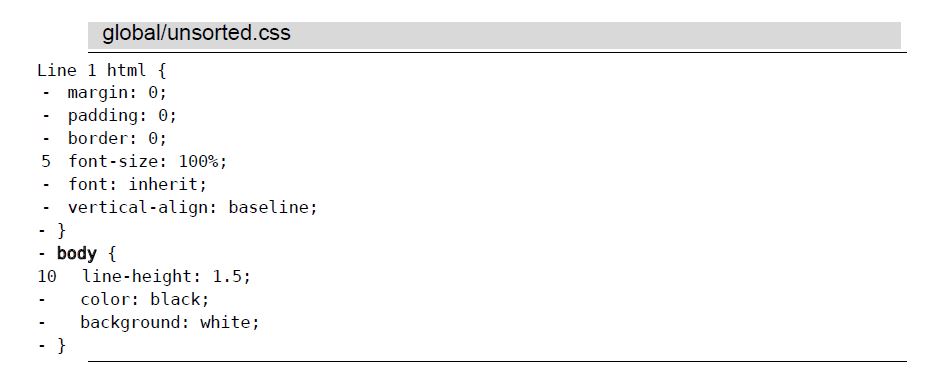 global/unsorted.css
Line 1 html {
- margin: 0;
- padding: 0;
- border: 0;
5 font-size: 100%;
- font: inherit;
- vertical-align: baseline;
- }
- body {
10 line-height: 1.5;
- color: black;
- background: white;
- }